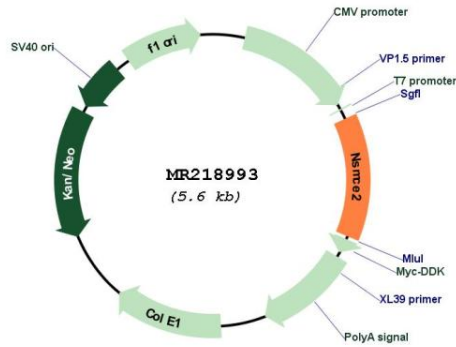 CMV promoter
VP1.5 primer
T7 promoter
SgfI
Nsmce2
MluI
Myc-DDK
XL39 primer
PolyA signal
Col E1
Kan/Neo
SV40 ori
f1 ori
MR218993
(5.6 kb)